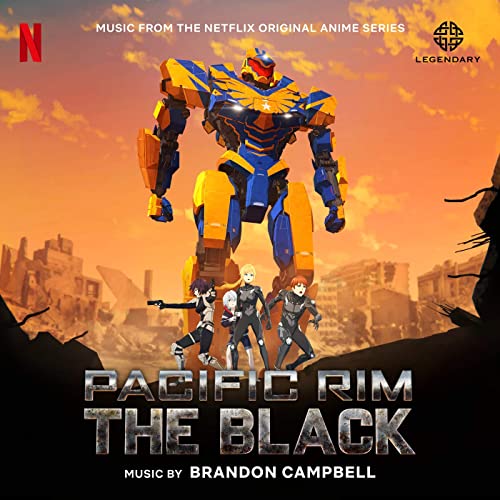 MUSIC FROM THE NETFLIX ORIGINAL ANIME SERIES
N
LEGENDARY
PACIFIC RIM
THE BLACK
MUSIC BY BRANDON CAMPBELL